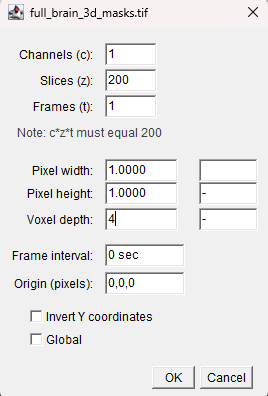 full_brain_3d_masks.tif
Channels (c): 1
Slices (z): 200
Frames (t): 1
Note: c*z*t must equal 200
Pixel width: 1.0000
Pixel height: 1.0000 -
Voxel depth: 4 -
Frame interval: 0 sec
Origin (pixels): 0,0,0
Invert Y coordinates
Global
OK Cancel